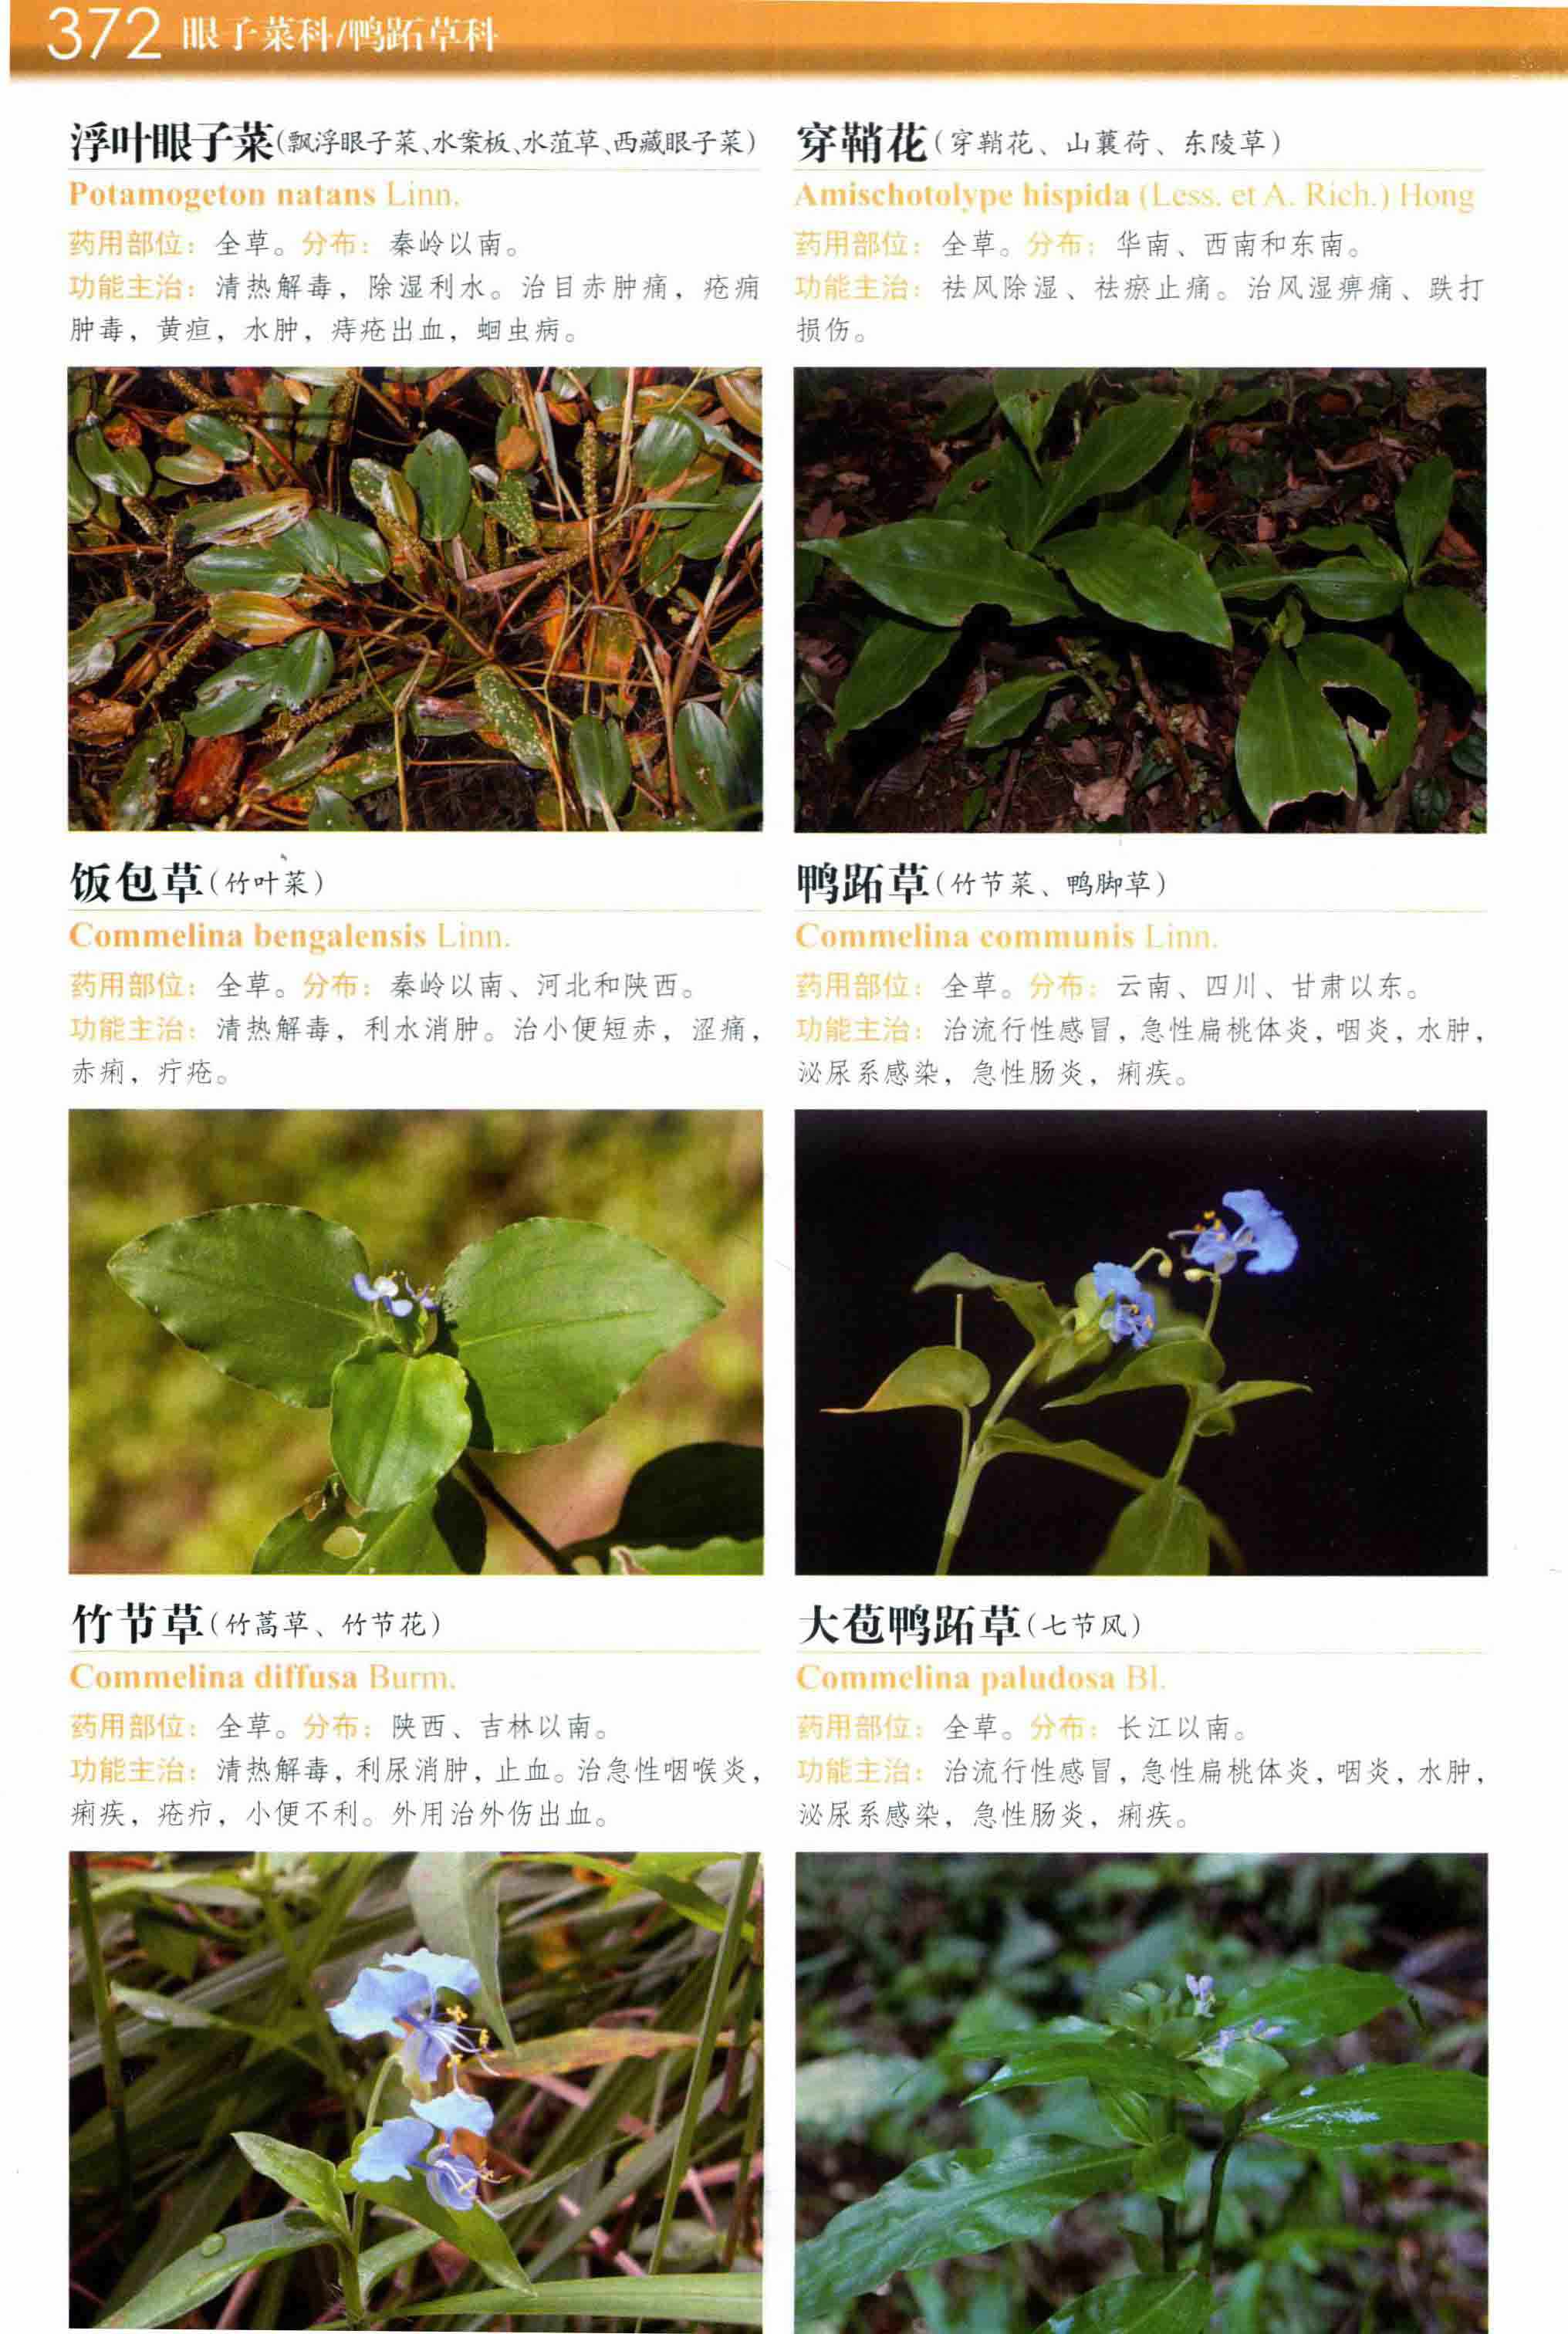 372 眼子菜科/鸭跖草科
浮叶眼子菜(飘浮眼子菜、水案板、水菹草、西藏眼子菜)
Potamogeton natans Linn.
药用部位：全草。分布：秦岭以南。
功能主治：清热解毒，除湿利水。治目赤肿痛，疮痈
肿毒，黄疸，水肿，痔疮出血，蛔虫病。
穿鞘花(穿鞘花、山蘘荷、东陵草)
Amischotolype hispida (Less. et A. Rich.) Hong
药用部位：全草。分布：华南、西南和东南。
功能主治：祛风除湿、祛瘀止痛。治风湿痹痛、跌打
损伤。
饭包草(竹叶菜)
Commelina bengalensis Linn.
药用部位：全草。分布：秦岭以南、河北和陕西。
功能主治：清热解毒，利水消肿。治小便短赤，涩痛，
赤痢，疔疮。
鸭跖草(竹节菜、鸭脚草)
Commelina communis Linn.
药用部位：全草。分布：云南、四川、甘肃以东。
功能主治：治流行性感冒，急性扁桃体炎，咽炎，水肿，
泌尿系感染，急性肠炎，痢疾。
竹节草(竹蒿草、竹节花)
Commelina diffusa Burm.
药用部位：全草。分布：陕西、吉林以南。
功能主治：清热解毒，利尿消肿，止血。治急性咽喉炎，
痢疾，疮疖，小便不利。外用治外伤出血。
大苞鸭跖草(七节风)
Commelina paludosa Bl.
药用部位：全草。分布：长江以南。
功能主治：治流行性感冒，急性扁桃体炎，咽炎，水肿，
泌尿系感染，急性肠炎，痢疾。